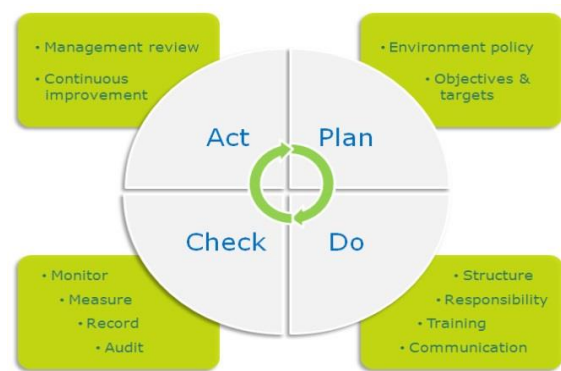 • Management review
• Continuous
improvement
• Environment policy
• Objectives &
targets
Act
Plan
Check
Do
• Monitor
• Measure
• Record
• Audit
• Structure
• Responsibility
• Training
• Communication